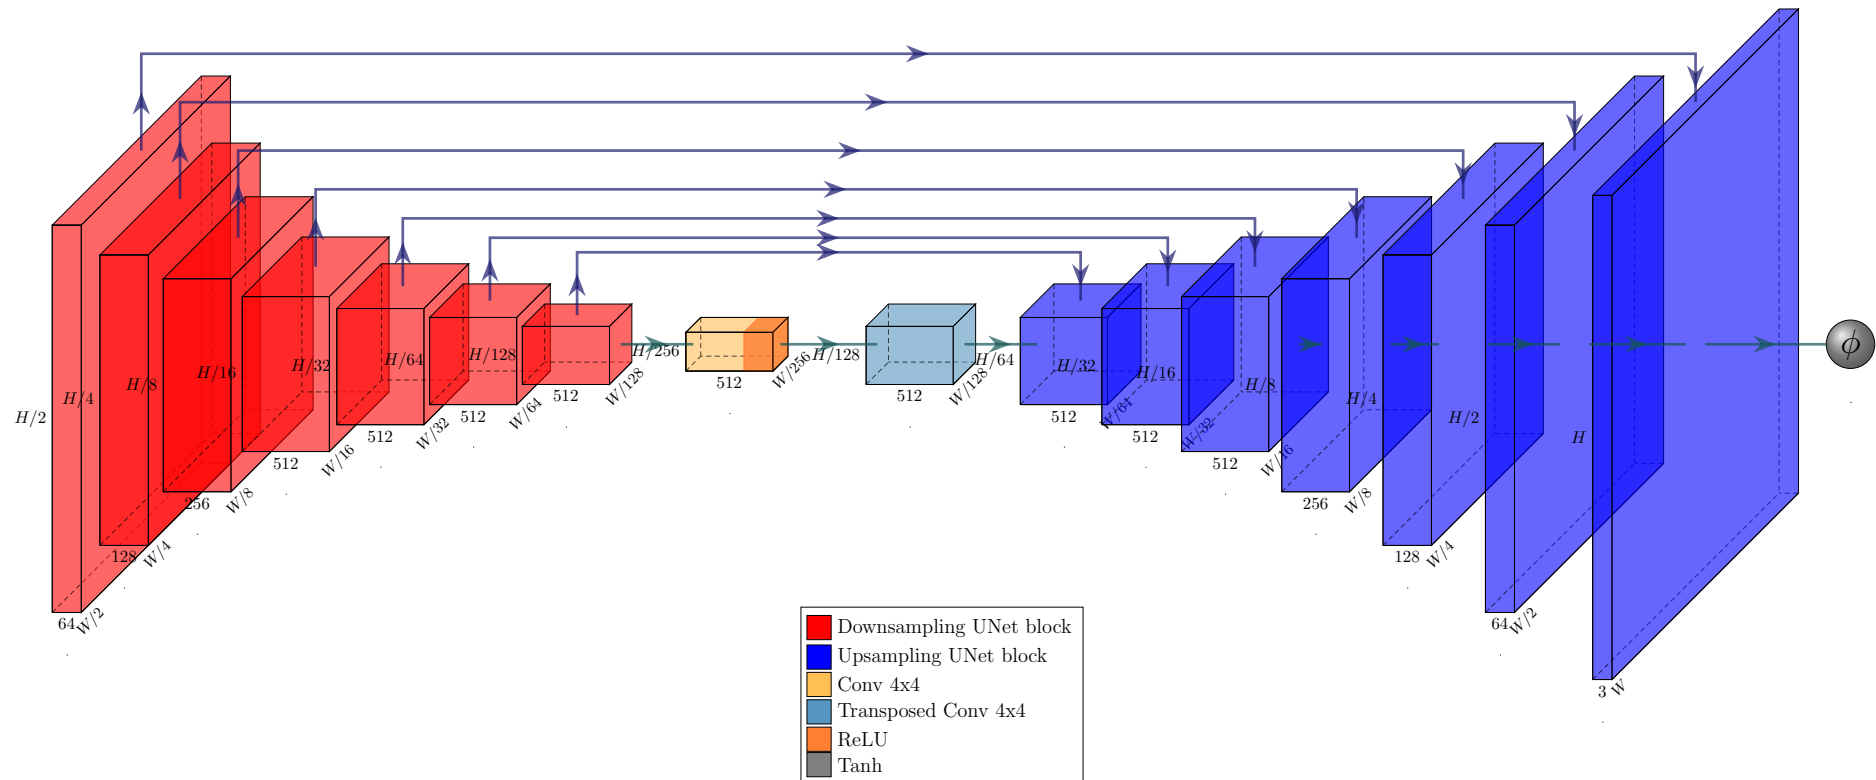 H/2
64
W/2
H/4
128
W/4
H/8
256
W/8
H/16
512
W/16
H/32
512
W/32
H/64
512
W/64
H/128
512
W/128
H/256
512
W/256
H/128
512
W/128
H/64
512
W/64
H/32
512
W/32
H/16
512
W/16
H/8
256
W/8
H/4
128
W/4
H/2
64
W/2
H
3
W
ϕ
Downsampling UNet block
Upsampling UNet block
Conv 4x4
Transposed Conv 4x4
ReLU
Tanh